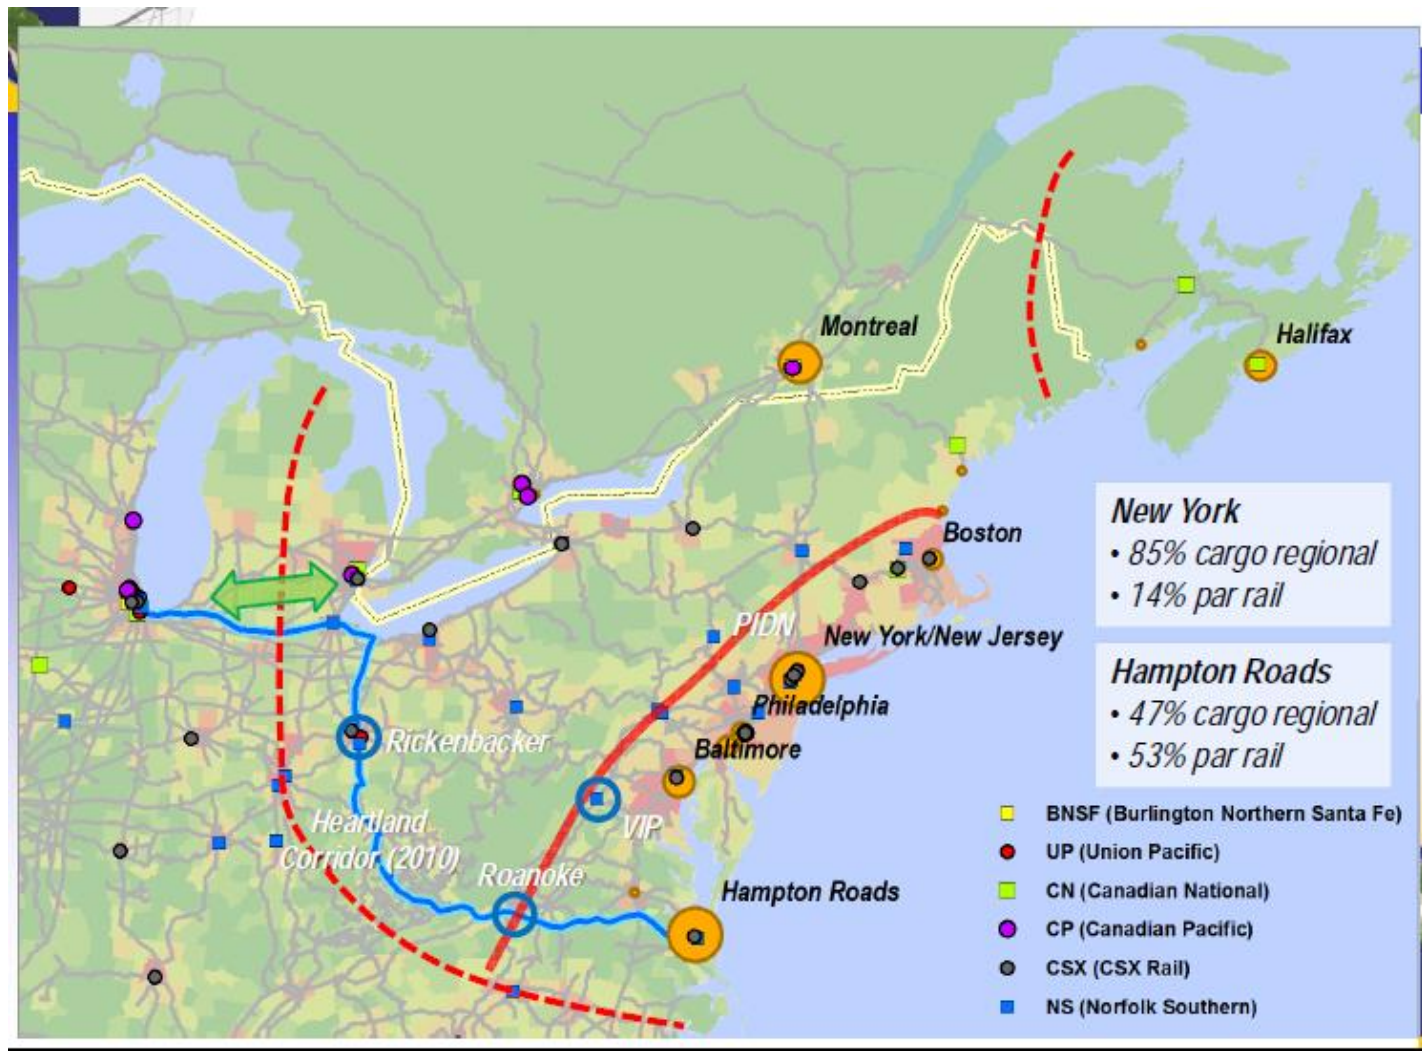 Montreal
Halifax
New York
• 85% cargo regional
• 14% par rail
Boston
PIDN
New York/New Jersey
Hampton Roads
• 47% cargo regional
• 53% par rail
Philadelphia
Rickenbacker
Baltimore
VIP
Heartland
Corridor (2010)
Roanoke
Hampton Roads
BNSF (Burlington Northern Santa Fe)
UP (Union Pacific)
CN (Canadian National)
CP (Canadian Pacific)
CSX (CSX Rail)
NS (Norfolk Southern)